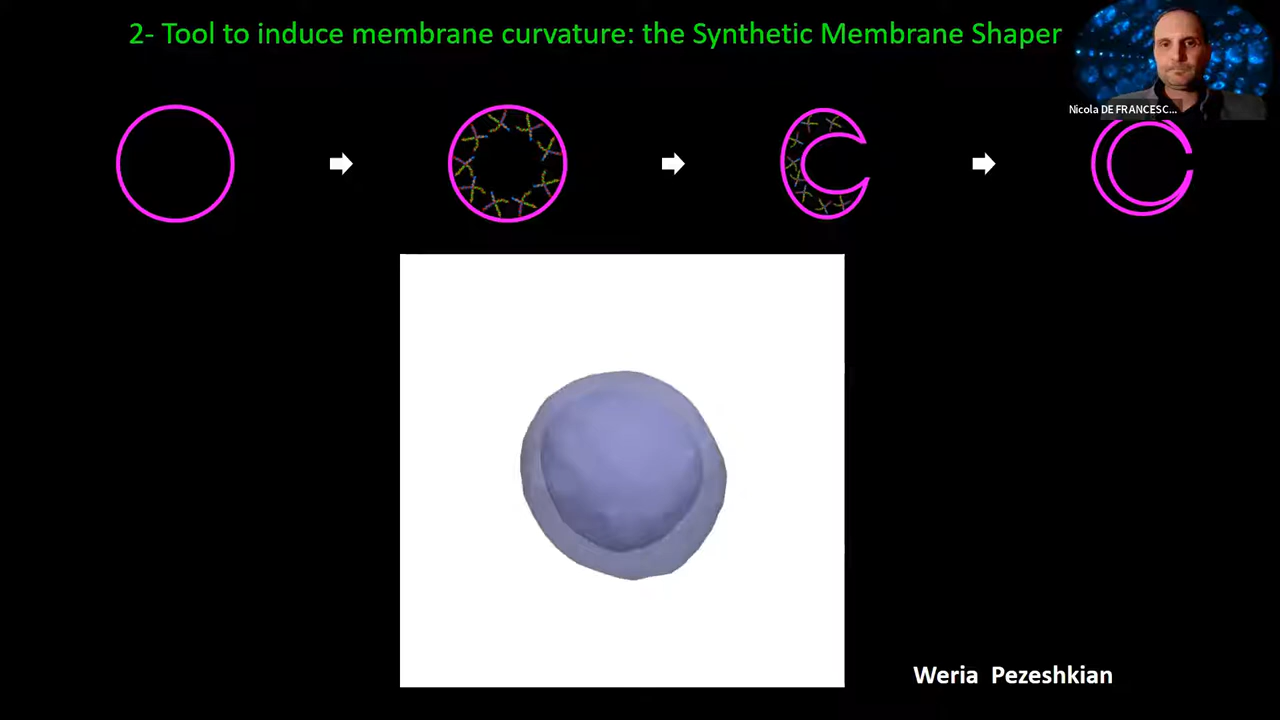 2- Tool to induce membrane curvature: the Synthetic Membrane Shaper
Nicola DE FRANCESC...
Weria Pezeshkian